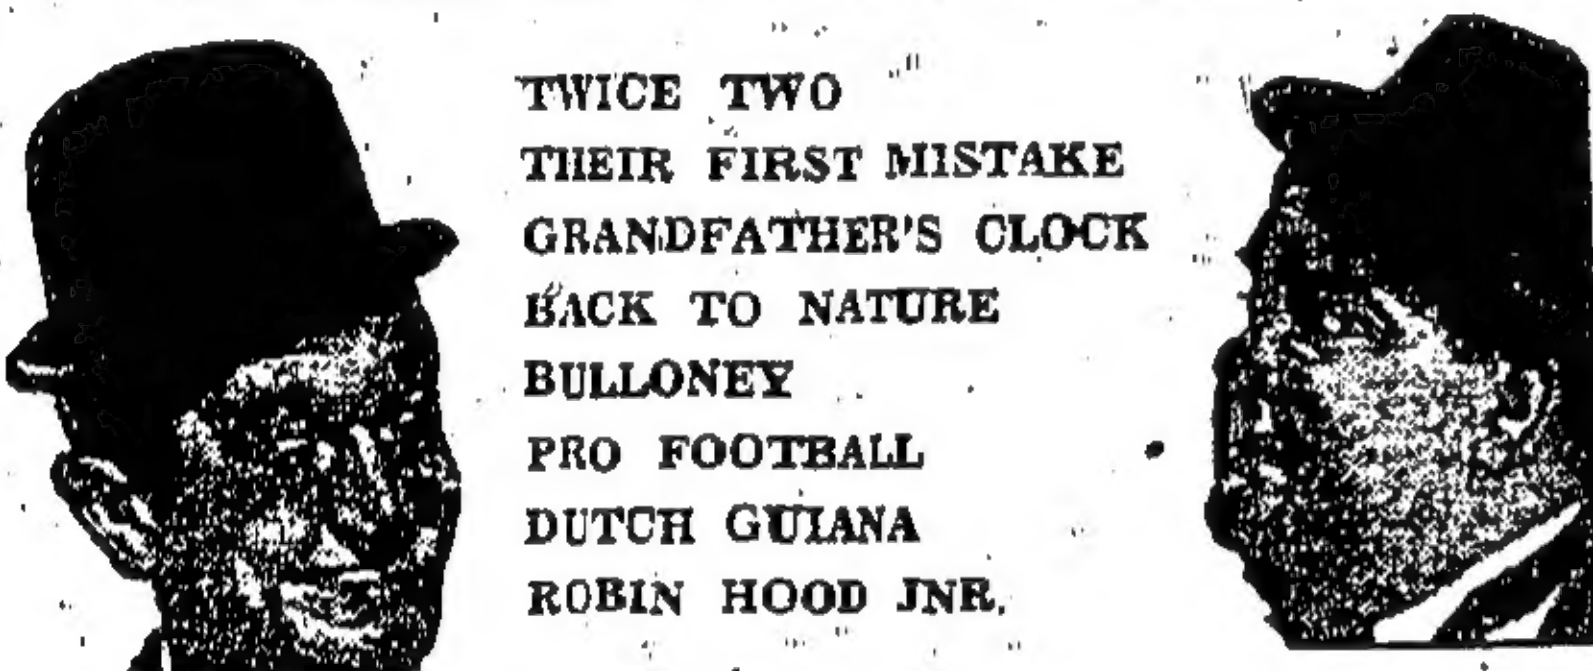 TWICE TWO
THEIR FIRST MISTAKE
GRANDFATHER'S CLOCK
BACK TO NATURE
BULLONEY
PRO FOOTBALL
DUTCH GUIANA
ROBIN HOOD JNR.